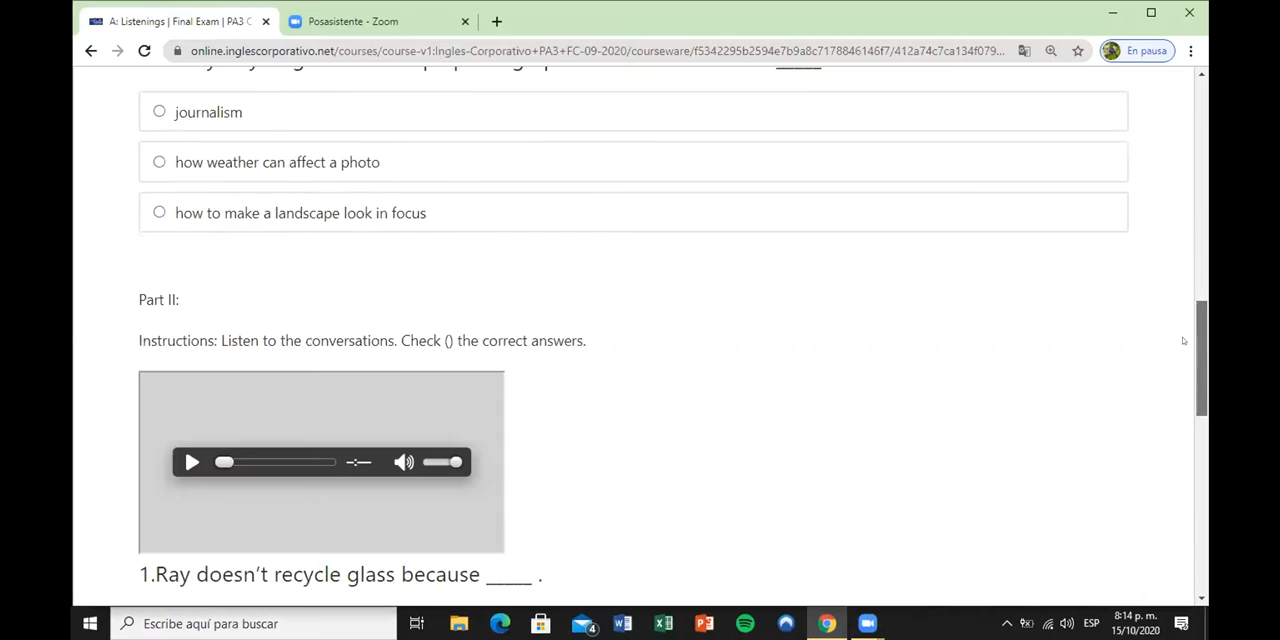 A: Listenings | Final Exam | PA3 C
Posasistente - Zoom
online.inglescorporativo.net/courses/course-v1:Ingles-Corporativo+PA3+FC-09-2020/courseware/f5342295b2594e7b9a8c7178846146f7/412a74c7ca134f079...
En pausa
journalism
how weather can affect a photo
how to make a landscape look in focus
Part II:
Instructions: Listen to the conversations. Check () the correct answers.
1.Ray doesn’t recycle glass because _____ .
Escribe aquí para buscar
4
ESP
8:14 p. m.
15/10/2020